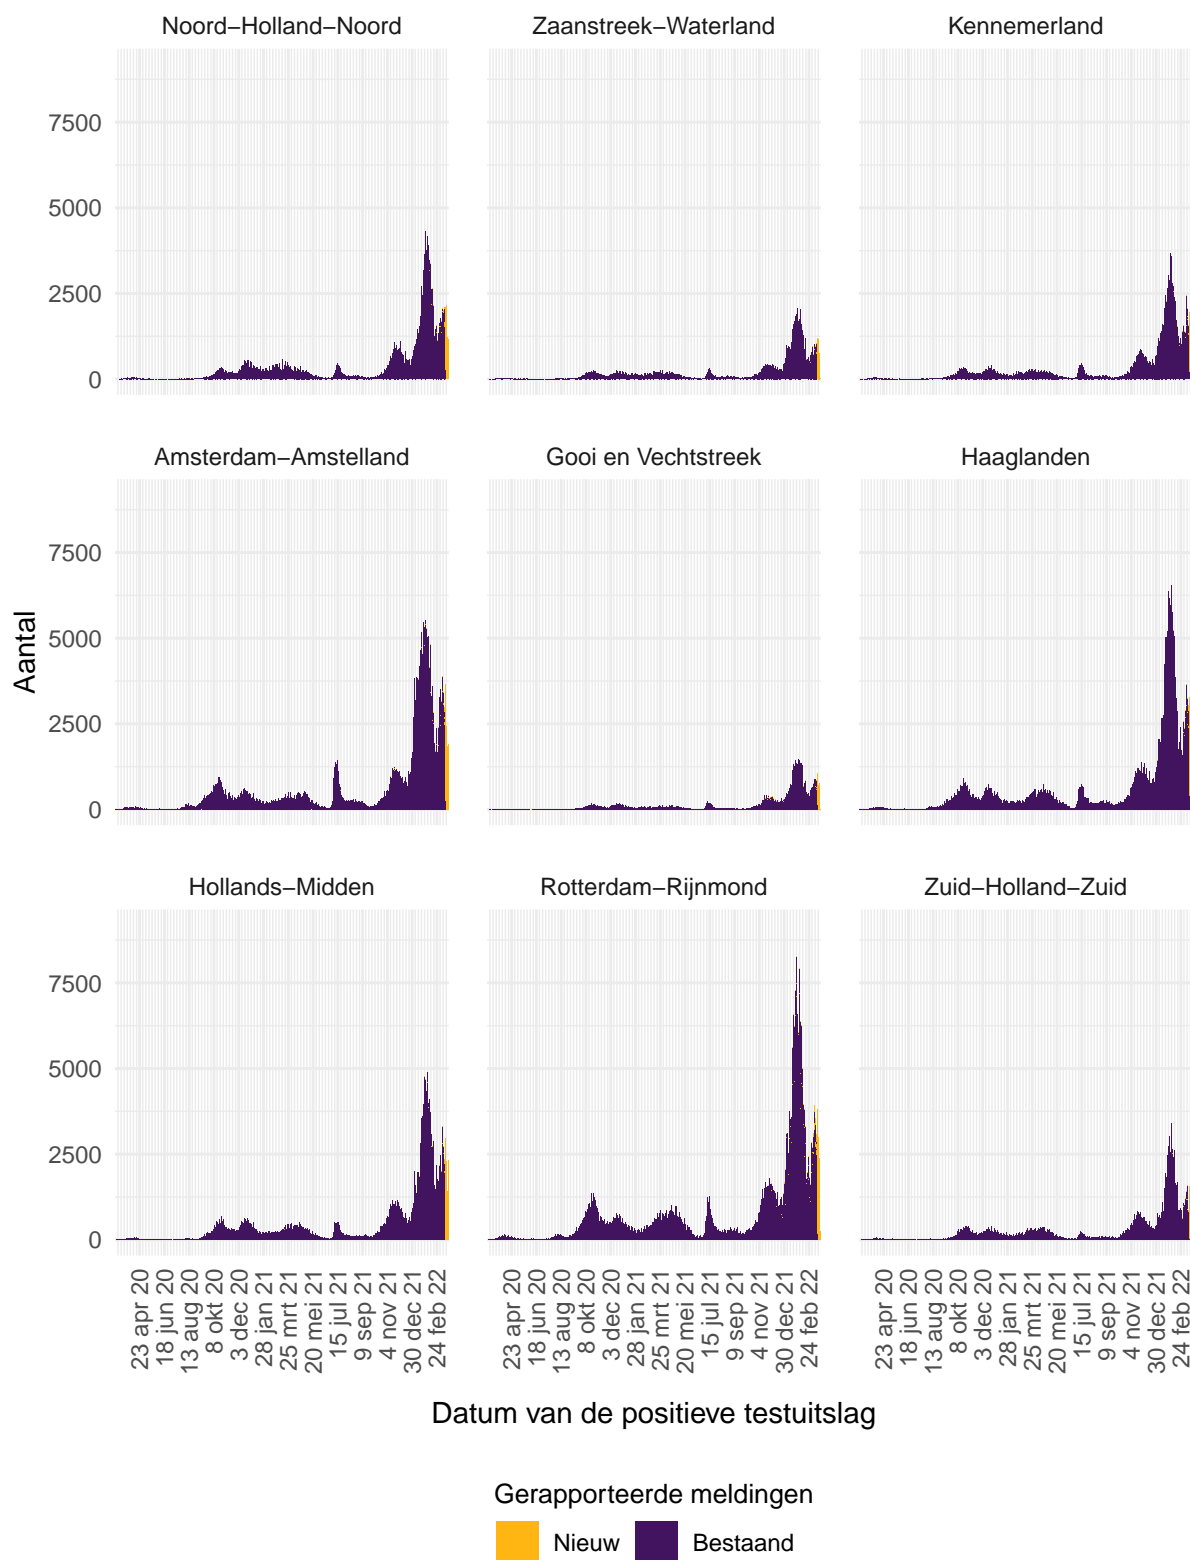 Noord−Holland−Noord Zaanstreek−Waterland Kennemerland
7500
5000
2500
0
Amsterdam−Amstelland Gooi en Vechtstreek Haaglanden
7500
5000
2500
0
Aantal
Hollands−Midden Rotterdam−Rijnmond Zuid−Holland−Zuid
7500
5000
2500
0
23 apr 20
18 jun 20
13 aug 20
8 okt 20
3 dec 20
28 jan 21
25 mrt 21
20 mei 21
15 jul 21
9 sep 21
4 nov 21
30 dec 21
24 feb 22
23 apr 20
18 jun 20
13 aug 20
8 okt 20
3 dec 20
28 jan 21
25 mrt 21
20 mei 21
15 jul 21
9 sep 21
4 nov 21
30 dec 21
24 feb 22
23 apr 20
18 jun 20
13 aug 20
8 okt 20
3 dec 20
28 jan 21
25 mrt 21
20 mei 21
15 jul 21
9 sep 21
4 nov 21
30 dec 21
24 feb 22
Datum van de positieve testuitslag
Gerapporteerde meldingen
Nieuw Bestaand